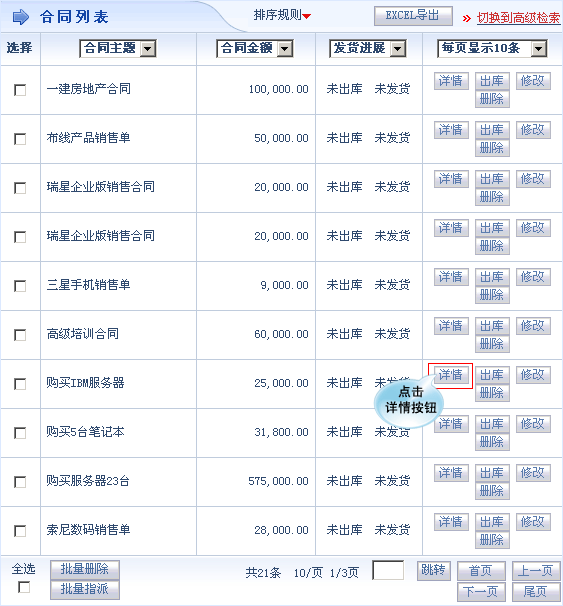 合同列表 排序规则 EXCEL导出 » 切换到高级检索
选择 合同主题 合同金额 发货进展 每页显示10条
一建房地产合同 100,000.00 未出库 未发货 详情 出库 修改
删除
布线产品销售单 50,000.00 未出库 未发货 详情 出库 修改
删除
瑞星企业版销售合同 20,000.00 未出库 未发货 详情 出库 修改
删除
瑞星企业版销售合同 20,000.00 未出库 未发货 详情 出库 修改
删除
三星手机销售单 9,000.00 未出库 未发货 详情 出库 修改
删除
高级培训合同 60,000.00 未出库 未发货 详情 出库 修改
删除
购买IBM服务器 25,000.00 未出库 未发货 详情 出库 修改
删除
点击
详情按钮
购买5台笔记本 31,800.00 未出库 未发货 详情 出库 修改
删除
购买服务器23台 575,000.00 未出库 未发货 详情 出库 修改
删除
索尼数码销售单 28,000.00 未出库 未发货 详情 出库 修改
删除
全选 批量删除 共21条 10/页 1/3页 跳转 首页 上一页
批量指派 下一页 尾页